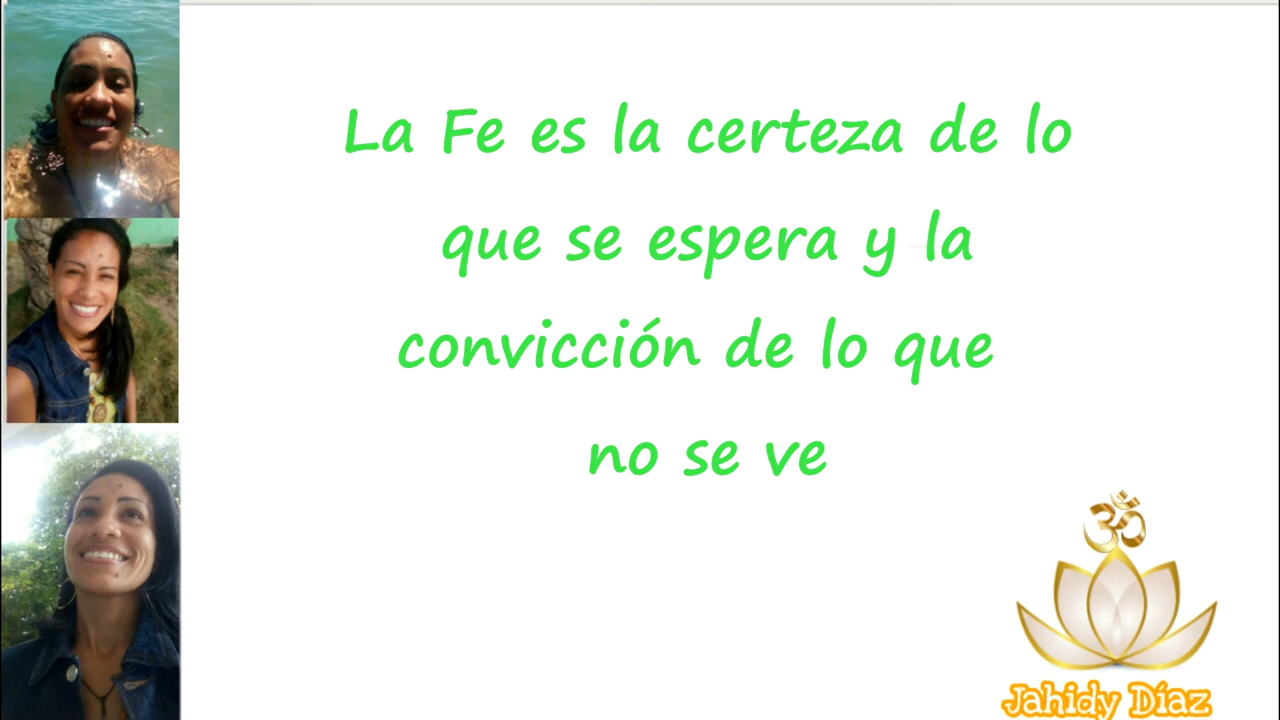 La Fe es la certeza de lo
que se espera y la
convicción de lo que
no se ve
ॐ
Jahidy Díaz